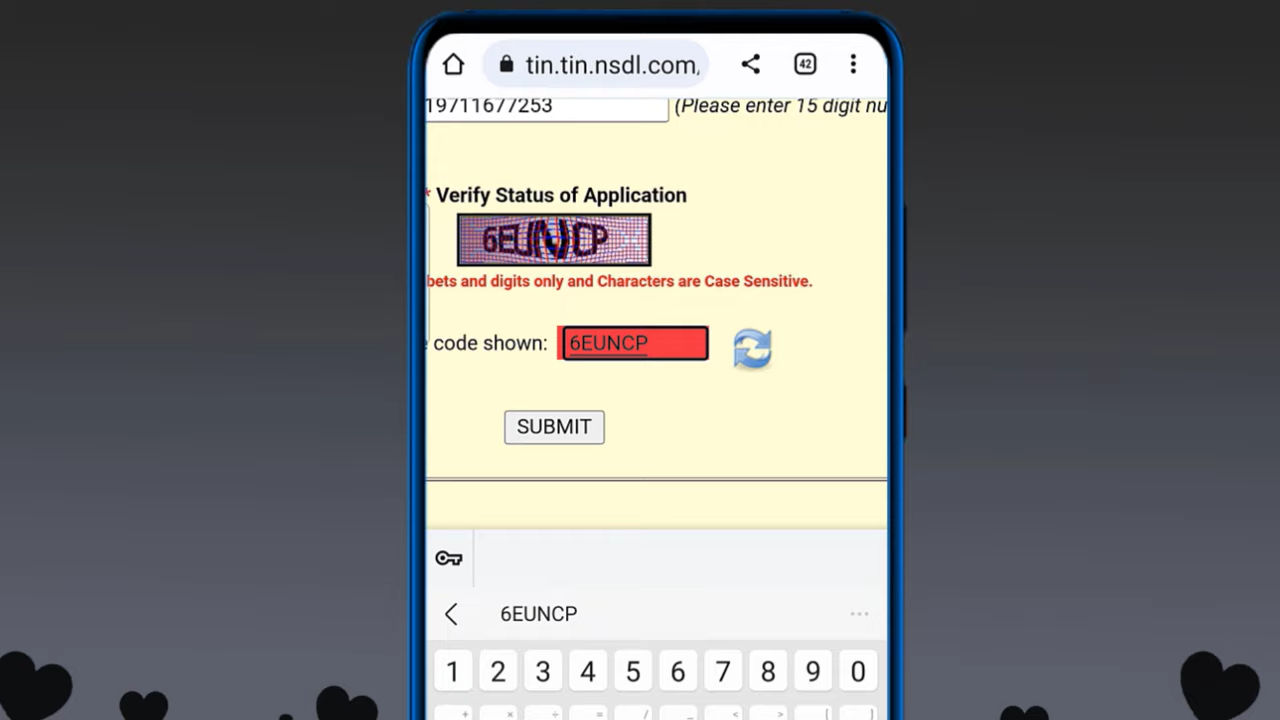 tin.tin.nsdl.com,
42
19711677253
(Please enter 15 digit nu
* Verify Status of Application
6EUNCP
bets and digits only and Characters are Case Sensitive.
code shown: 6EUNCP
SUBMIT
6EUNCP
1 2 3 4 5 6 7 8 9 0
+ × ÷ = / _ < > ( )